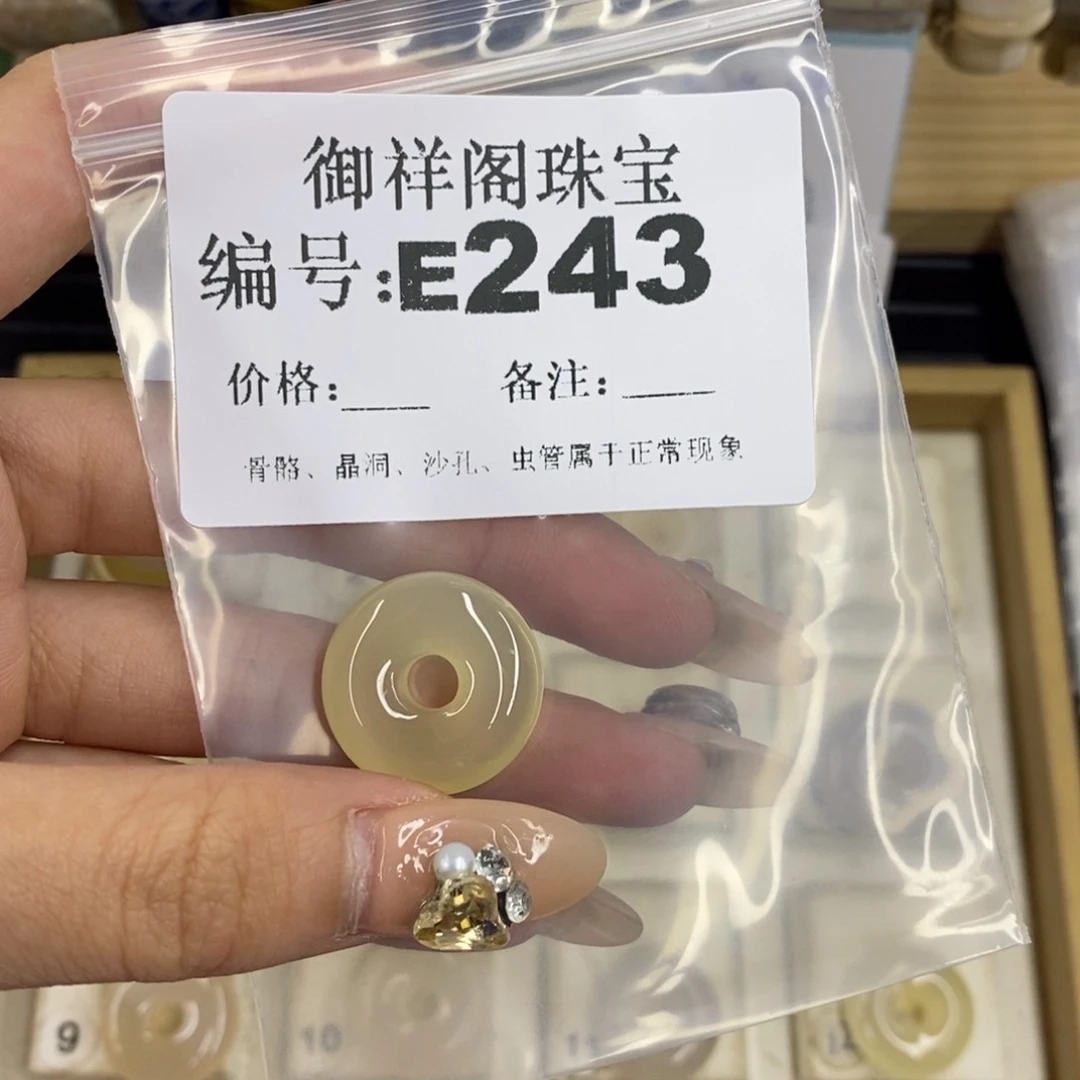 御祥阁珠宝
编号:E243
价格:____ 备注:____
骨骼、晶洞、沙孔、虫管属于正常现象
9
10